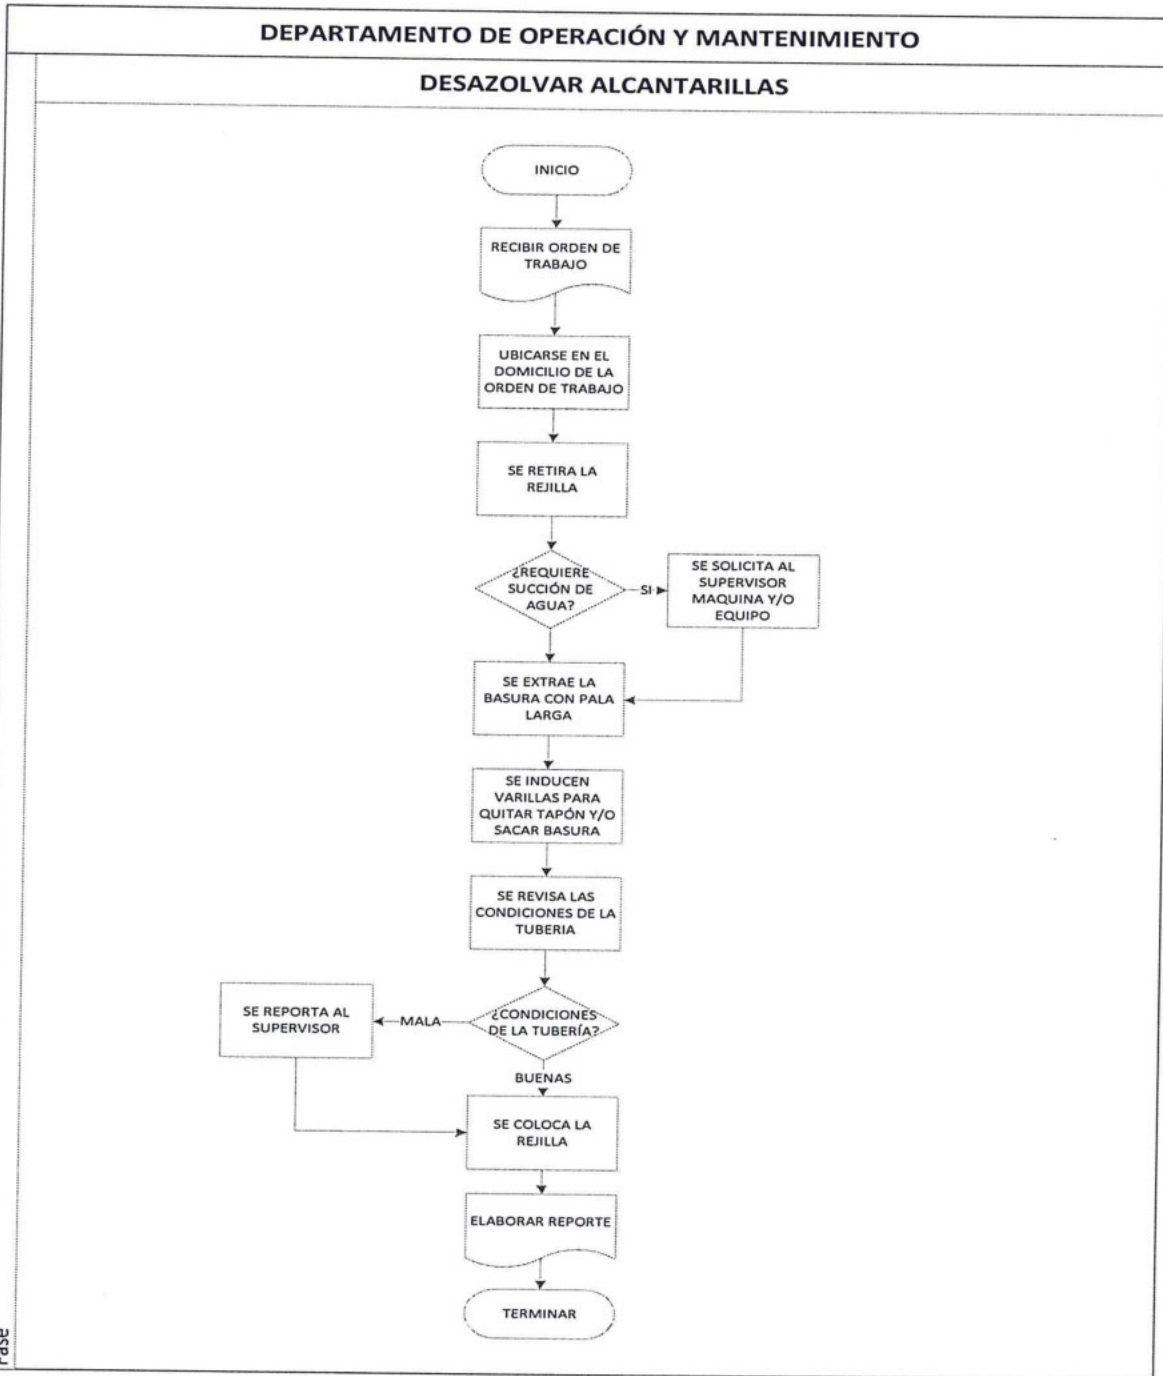 DEPARTAMENTO DE OPERACIÓN Y MANTENIMIENTO
DESAZOLVAR ALCANTARILLAS
INICIO
RECIBIR ORDEN DE
TRABAJO
UBICARSE EN EL
DOMICILIO DE LA
ORDEN DE TRABAJO
SE RETIRA LA
REJILLA
¿REQUIERE
SUCCIÓN DE
AGUA?
SI
SE SOLICITA AL
SUPERVISOR
MAQUINA Y/O
EQUIPO
SE EXTRAE LA
BASURA CON PALA
LARGA
SE INDUCEN
VARILLAS PARA
QUITAR TAPÓN Y/O
SACAR BASURA
SE REVISA LAS
CONDICIONES DE LA
TUBERIA
¿CONDICIONES
DE LA TUBERÍA?
MALA
SE REPORTA AL
SUPERVISOR
BUENAS
SE COLOCA LA
REJILLA
ELABORAR REPORTE
TERMINAR
Fase